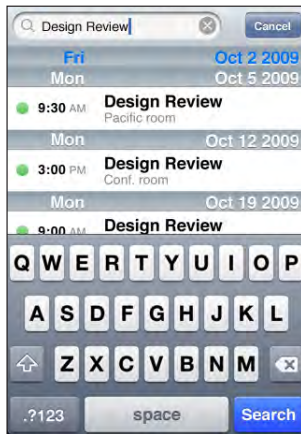 Design Review
Cancel
Fri Oct 2 2009
Mon Oct 5 2009
9:30 AM Design Review
Pacific room
Mon Oct 12 2009
3:00 PM Design Review
Conf. room
Mon Oct 19 2009
9:00 AM Design Review
Q W E R T Y U I O P
A S D F G H J K L
Z X C V B N M
.?123 space Search